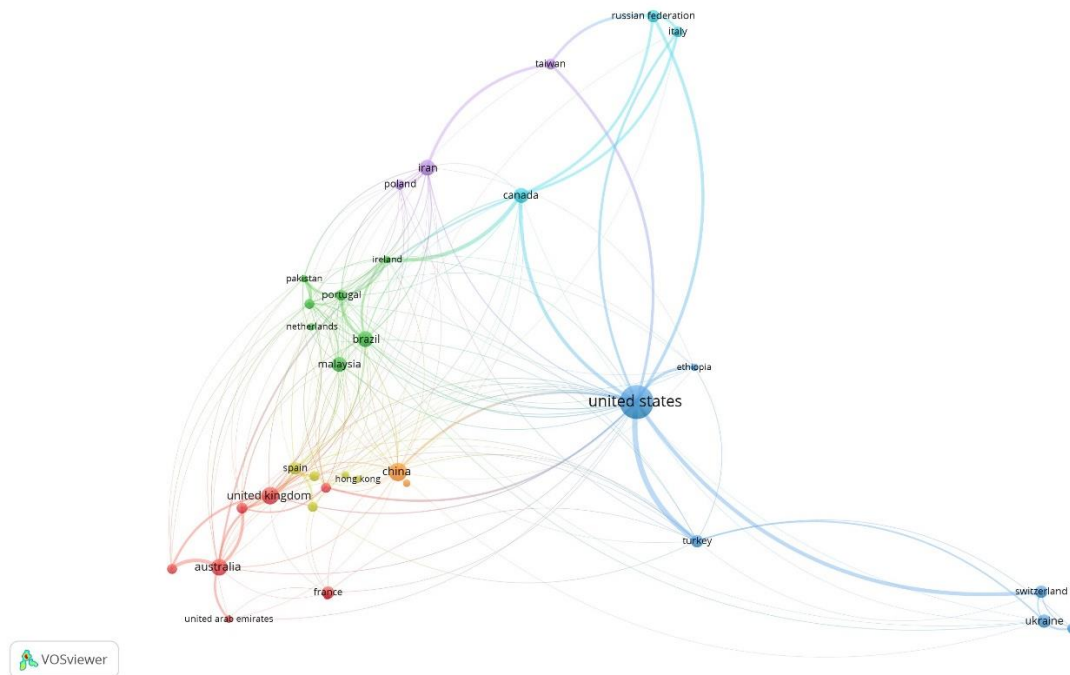 russian federation
italy
taiwan
iran
poland
canada
ireland
pakistan
portugal
netherlands
brazil
malaysia
ethiopia
united states
spain
china
hong kong
united kingdom
turkey
australia
france
switzerland
united arab emirates
ukraine
VOSviewer